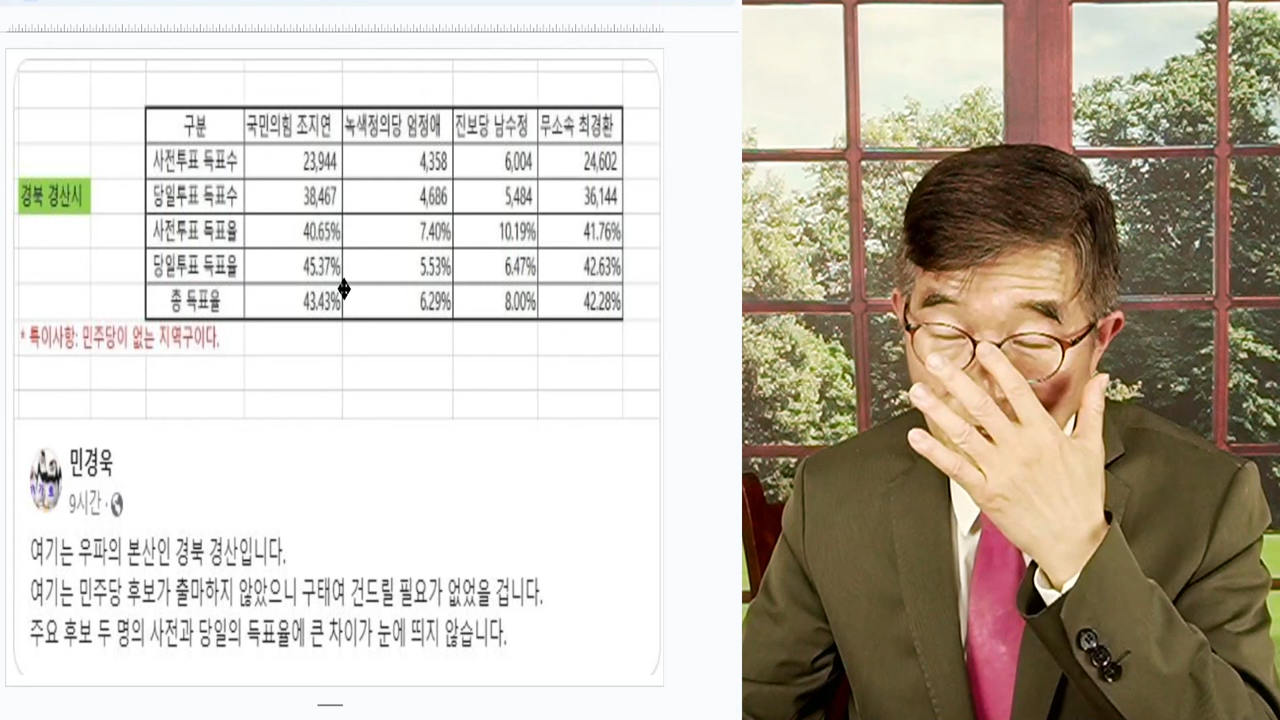 구분 국민의힘 조지연 녹색정의당 엄정애 진보당 남수정 무소속 최경환
사전투표 득표수 23,944 4,358 6,004 24,602
경북 경산시 당일투표 득표수 38,467 4,686 5,484 36,144
사전투표 득표율 40.65% 7.40% 10.19% 41.76%
당일투표 득표율 45.37% 5.53% 6.47% 42.63%
총 득표율 43.43% 6.29% 8.00% 42.28%
* 특이사항: 민주당이 없는 지역구이다.
민경욱
9시간 ·
여기는 우파의 본산인 경북 경산입니다.
여기는 민주당 후보가 출마하지 않았으니 구태여 건드릴 필요가 없었을 겁니다.
주요 후보 두 명의 사전과 당일의 득표율에 큰 차이가 눈에 띄지 않습니다.